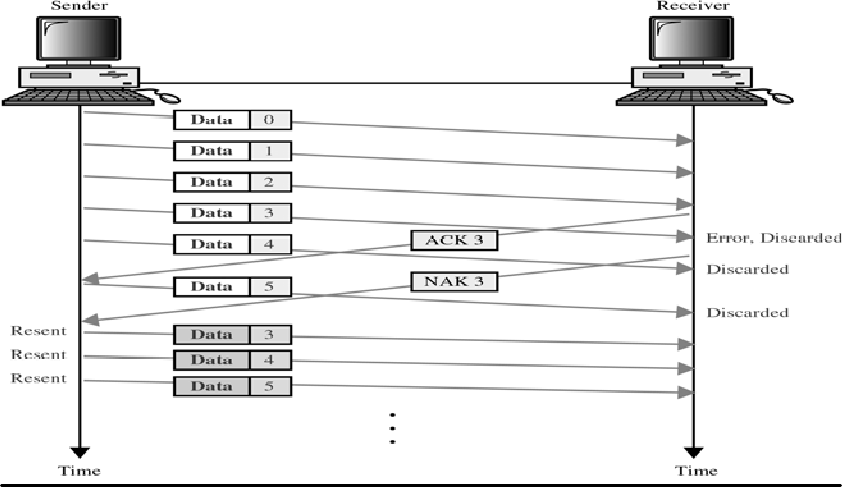 Sender
Receiver
Data 0
Data 1
Data 2
Data 3
ACK 3
Error, Discarded
Data 4
Discarded
NAK 3
Data 5
Discarded
Resent
Data 3
Resent
Data 4
Resent
Data 5
Time
Time